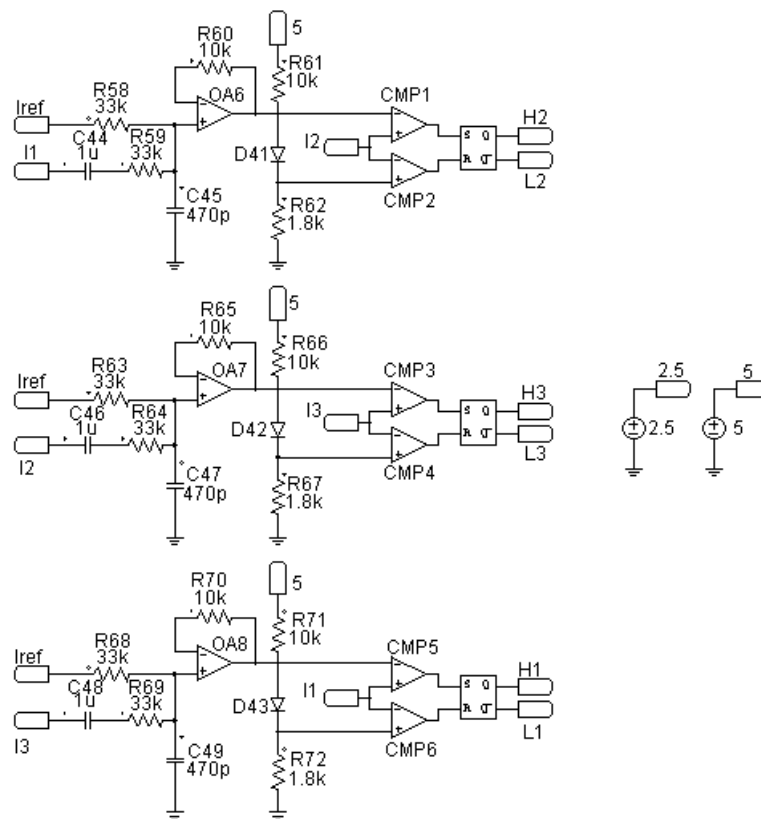 5
R60
10k
R61
10k
R58
33k
OA6
CMP1
Iref
C44
1u
R59
33k
H2
I1
I2
S Q
R Q
D41
L2
C45
470p
R62
1.8k
CMP2
5
R65
10k
R66
10k
R63
33k
OA7
CMP3
Iref
C46
1u
R64
33k
H3
I3
S Q
R Q
D42
L3
I2
C47
470p
R67
1.8k
CMP4
2.5
5
2.5
5
5
R70
10k
R71
10k
R68
33k
OA8
CMP5
Iref
C48
1u
R69
33k
H1
I1
S Q
R Q
D43
L1
I3
C49
470p
R72
1.8k
CMP6